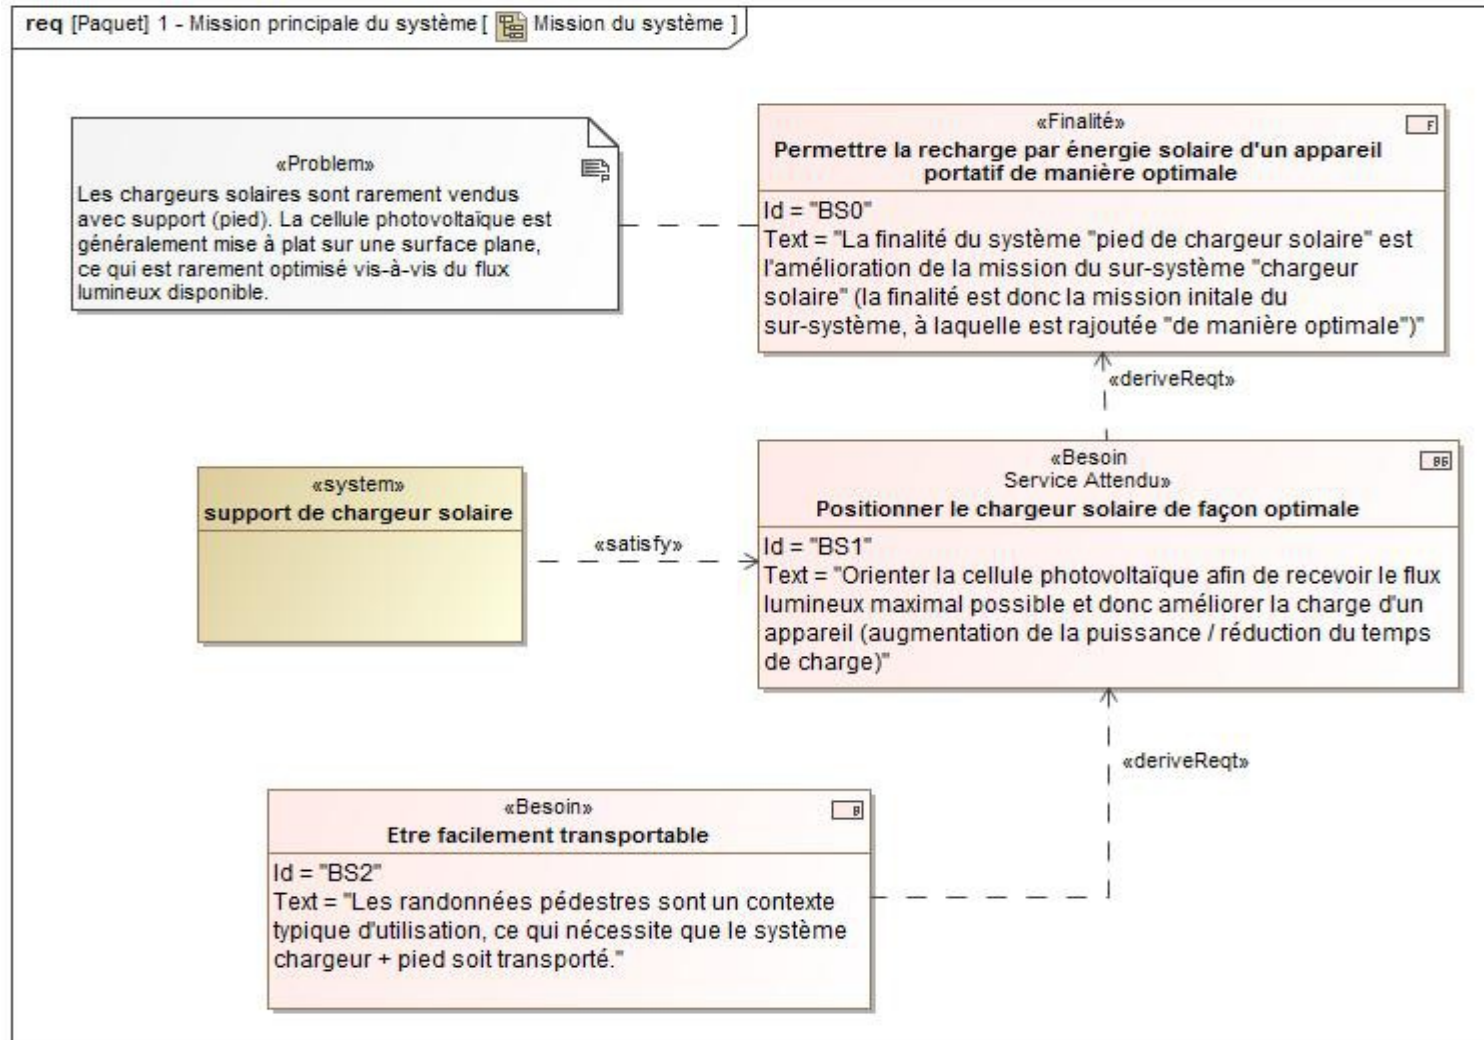 req [Paquet] 1 - Mission principale du système [ Mission du système ]
«Problem»
Les chargeurs solaires sont rarement vendus
avec support (pied). La cellule photovoltaïque est
généralement mise à plat sur une surface plane,
ce qui est rarement optimisé vis-à-vis du flux
lumineux disponible.
«Finalité»
F
Permettre la recharge par énergie solaire d'un appareil
portatif de manière optimale
Id = "BS0"
Text = "La finalité du système "pied de chargeur solaire" est
l'amélioration de la mission du sur-système "chargeur
solaire" (la finalité est donc la mission initale du
sur-système, à laquelle est rajoutée "de manière optimale")"
«deriveReqt»
«system»
support de chargeur solaire
«satisfy»
«Besoin
Service Attendu»
Positionner le chargeur solaire de façon optimale
Id = "BS1"
Text = "Orienter la cellule photovoltaïque afin de recevoir le flux
lumineux maximal possible et donc améliorer la charge d'un
appareil (augmentation de la puissance / réduction du temps
de charge)"
«deriveReqt»
«Besoin»
B
Etre facilement transportable
Id = "BS2"
Text = "Les randonnées pédestres sont un contexte
typique d'utilisation, ce qui nécessite que le système
chargeur + pied soit transporté."